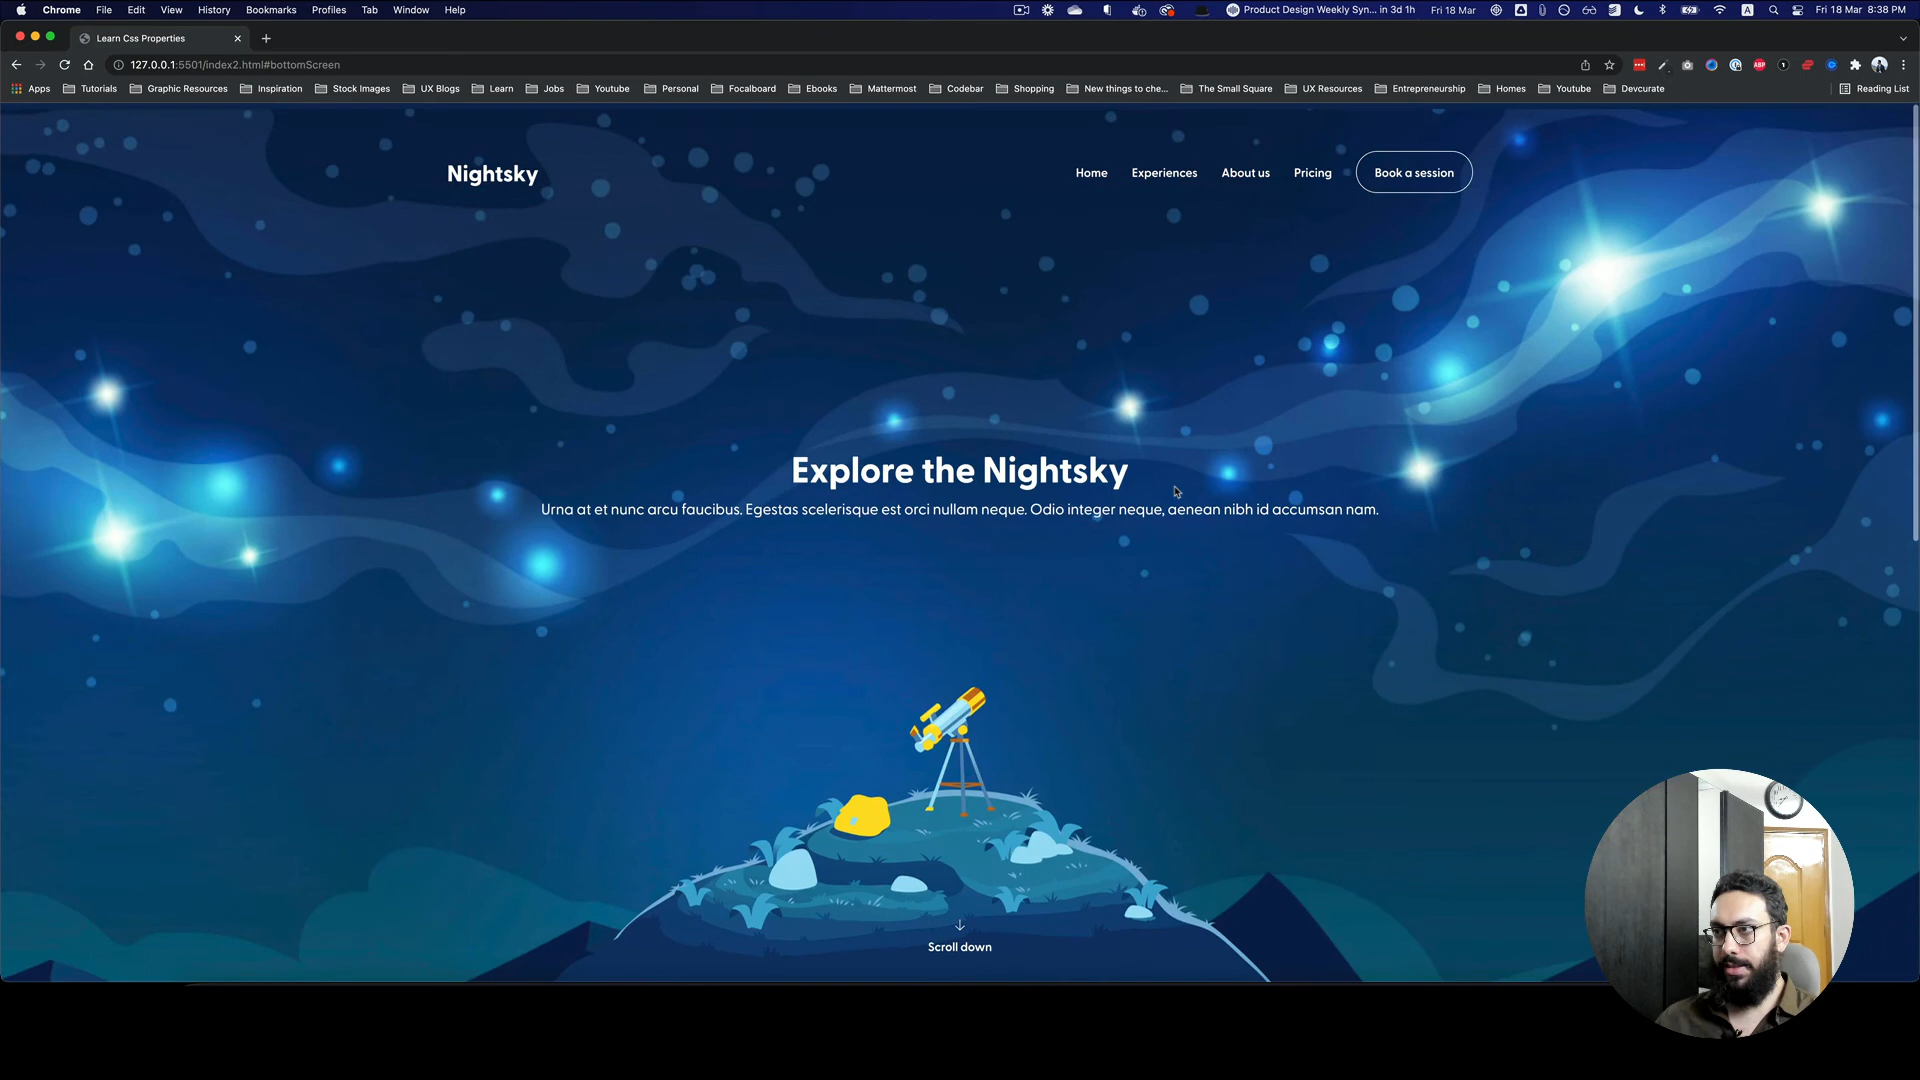 Chrome File Edit View History Bookmarks Profiles Tab Window Help Product Design Weekly Syn... in 3d 1h Fri 18 Mar Fri 18 Mar 8:38 PM
Learn Css Properties
127.0.0.1:5501/index2.html#bottomScreen
Apps Tutorials Graphic Resources Inspiration Stock Images UX Blogs Learn Jobs Youtube Personal Focalboard Ebooks Mattermost Codebar Shopping New things to che... The Small Square UX Resources Entrepreneurship Homes Youtube Devcurate Reading List
Nightsky Home Experiences About us Pricing Book a session
Explore the Nightsky
Urna at et nunc arcu faucibus. Egestas scelerisque est orci nullam neque. Odio integer neque, aenean nibh id accumsan nam.
Scroll down